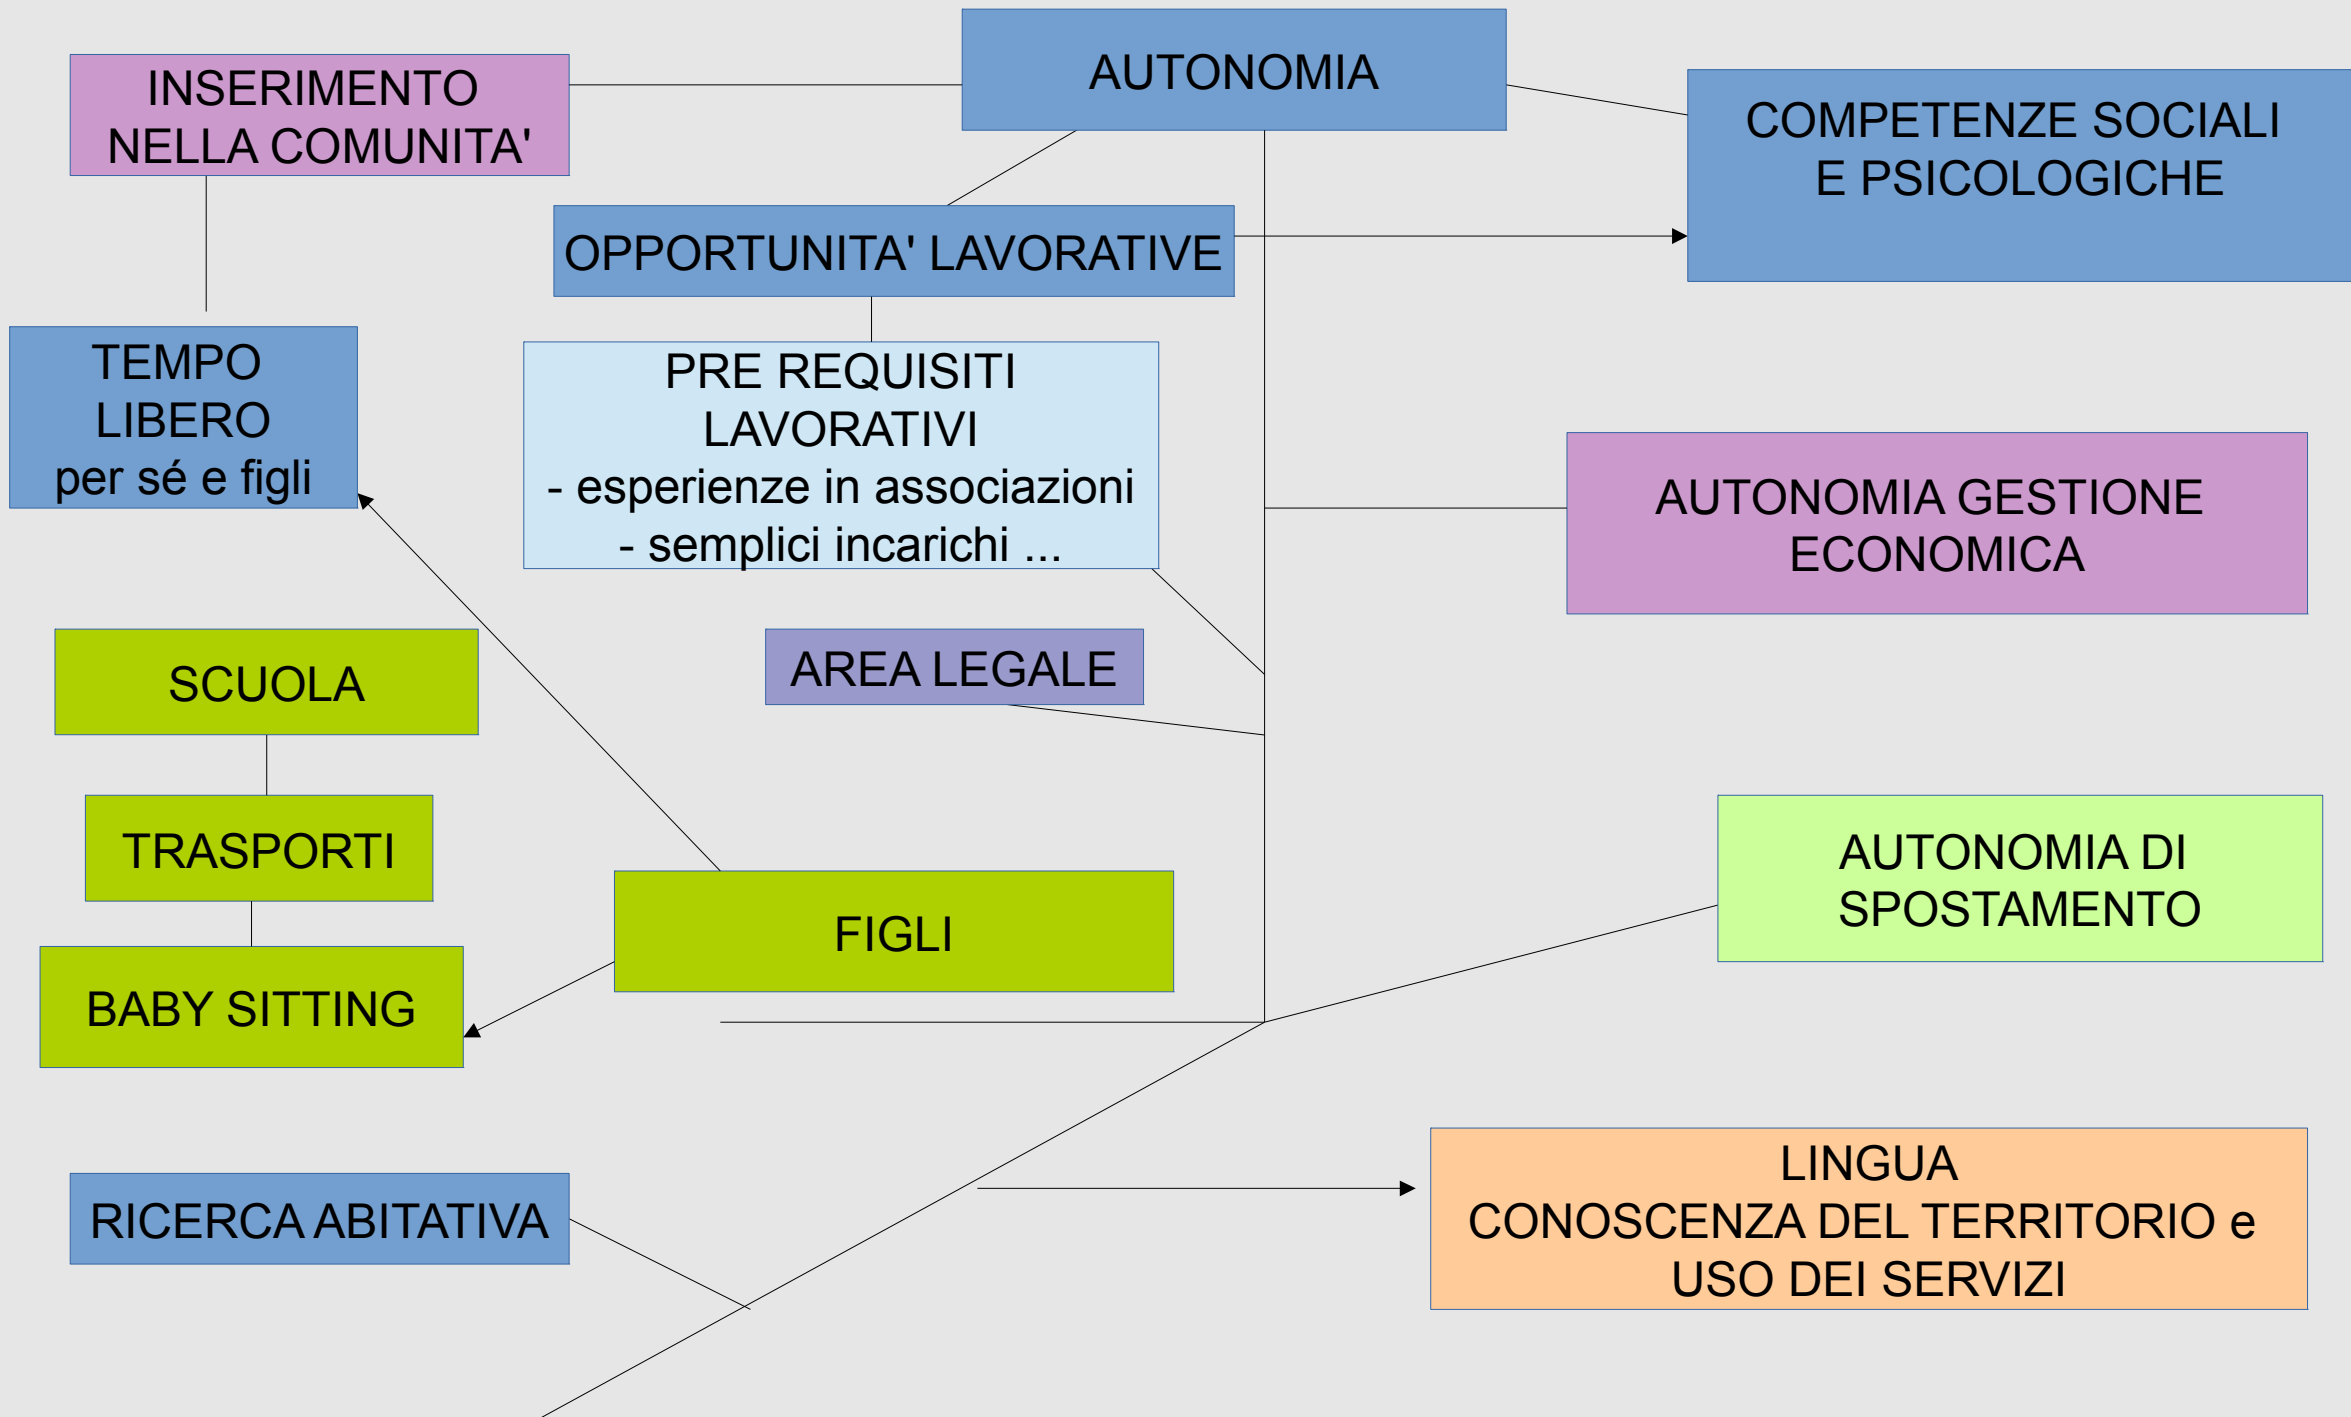 AUTONOMIA
INSERIMENTO
NELLA COMUNITA'
COMPETENZE SOCIALI
E PSICOLOGICHE
OPPORTUNITA' LAVORATIVE
TEMPO
LIBERO
per sé e figli
PRE REQUISITI
LAVORATIVI
- esperienze in associazioni
- semplici incarichi ...
AUTONOMIA GESTIONE
ECONOMICA
SCUOLA
AREA LEGALE
TRASPORTI
AUTONOMIA DI
SPOSTAMENTO
FIGLI
BABY SITTING
RICERCA ABITATIVA
LINGUA
CONOSCENZA DEL TERRITORIO e
USO DEI SERVIZI